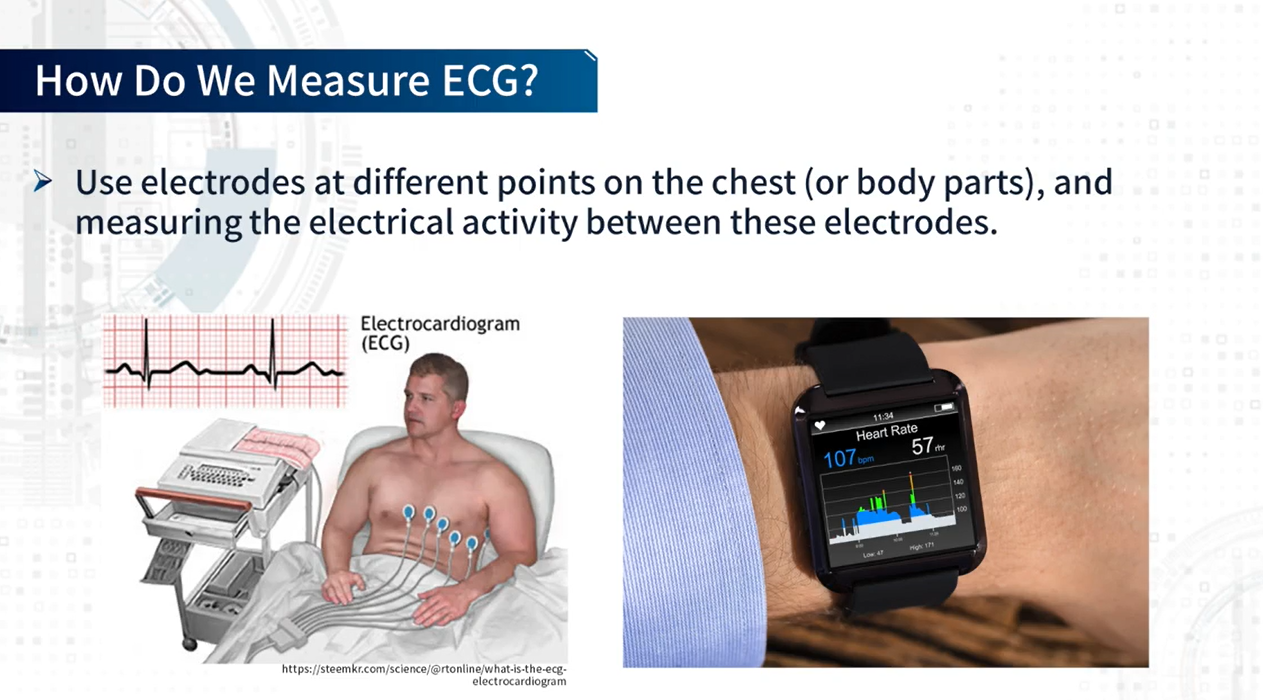 How Do We Measure ECG?
➢ Use electrodes at different points on the chest (or body parts), and
measuring the electrical activity between these electrodes.
Electrocardiogram
(ECG)
https://steemkr.com/science/@rtonline/what-is-the-ecg-
electrocardiogram
11:34
Heart Rate
107 bpm 57 rhr
160
140
120
100
Low: 47 High: 171